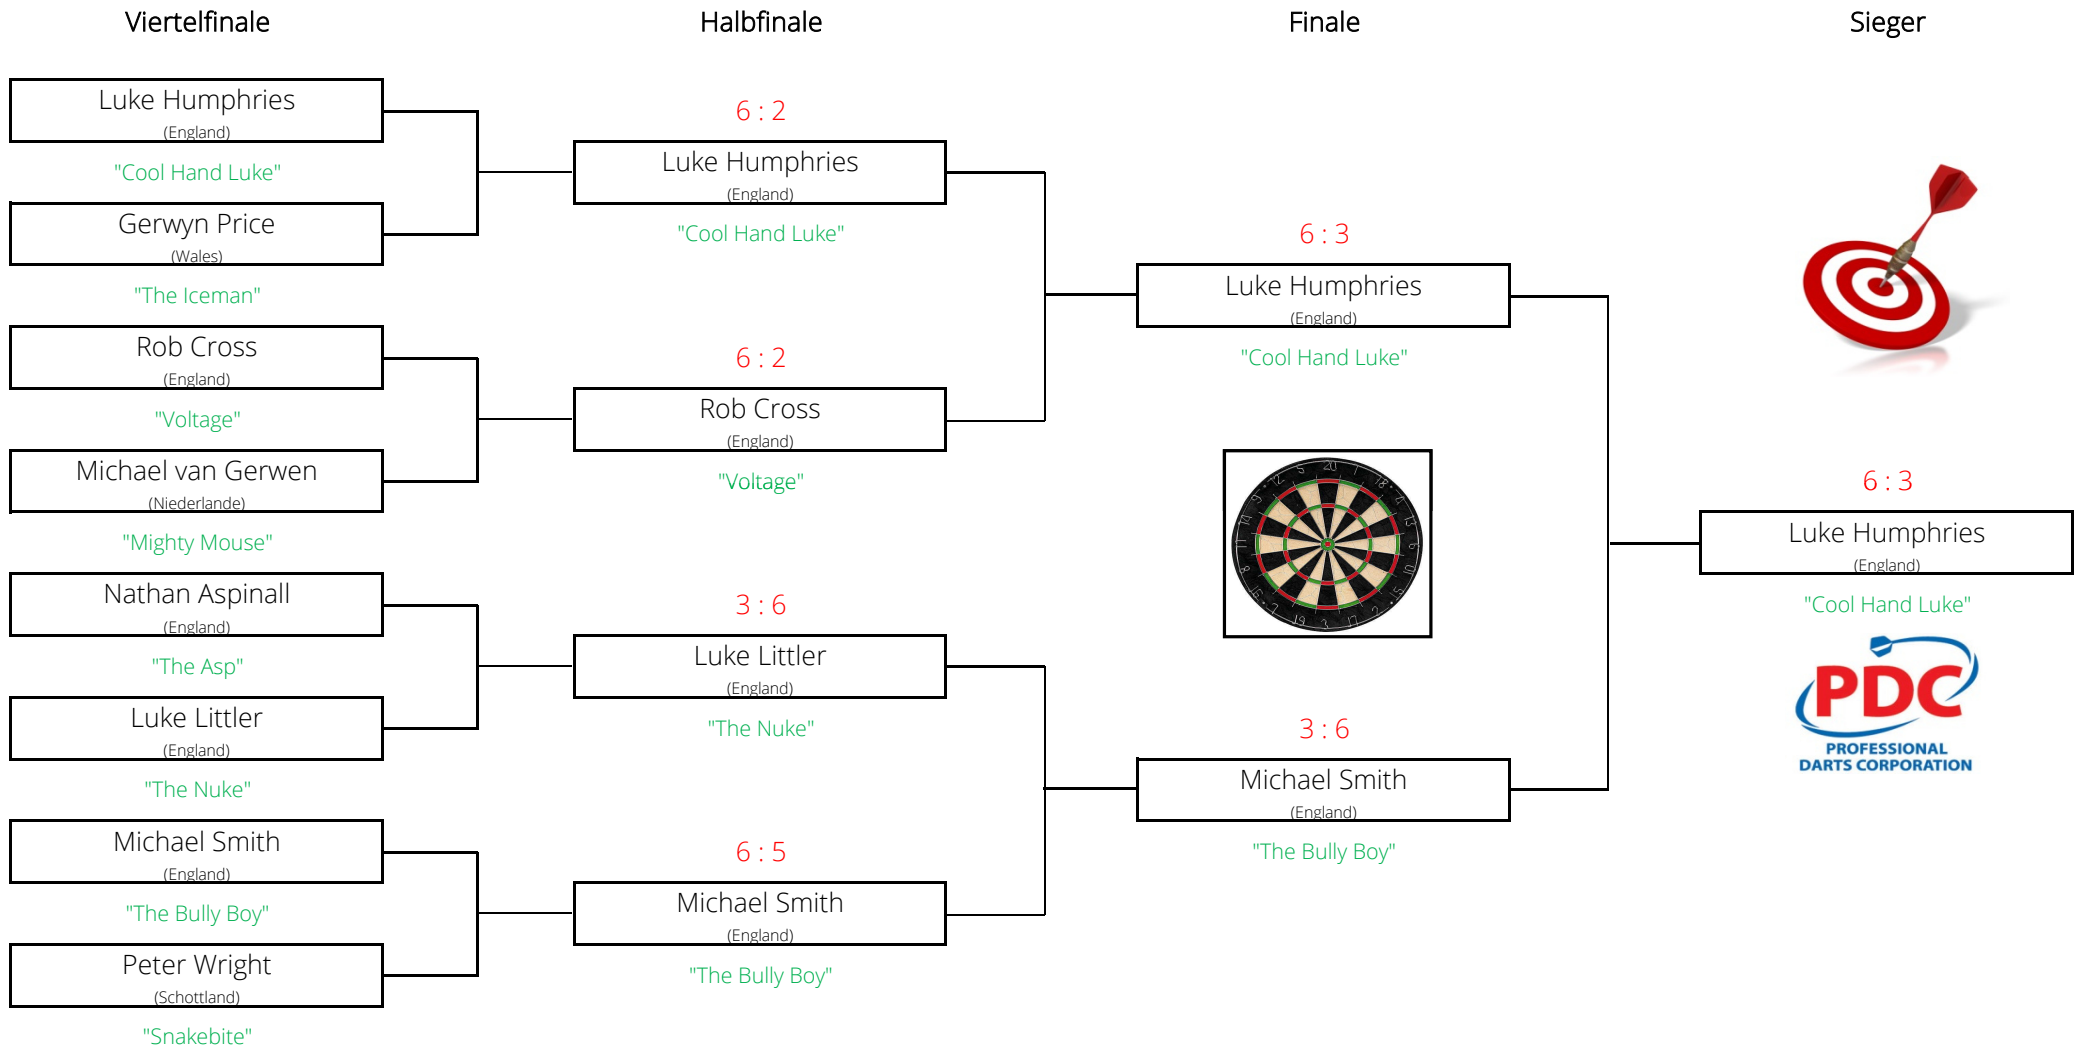 Viertelfinale
Halbfinale
Finale
Sieger
Luke Humphries
(England)
"Cool Hand Luke"
Gerwyn Price
(Wales)
"The Iceman"
Rob Cross
(England)
"Voltage"
Michael van Gerwen
(Niederlande)
"Mighty Mouse"
Nathan Aspinall
(England)
"The Asp"
Luke Littler
(England)
"The Nuke"
Michael Smith
(England)
"The Bully Boy"
Peter Wright
(Schottland)
"Snakebite"
6 : 2
Luke Humphries
(England)
"Cool Hand Luke"
6 : 2
Rob Cross
(England)
"Voltage"
3 : 6
Luke Littler
(England)
"The Nuke"
6 : 5
Michael Smith
(England)
"The Bully Boy"
6 : 3
Luke Humphries
(England)
"Cool Hand Luke"
3 : 6
Michael Smith
(England)
"The Bully Boy"
6 : 3
Luke Humphries
(England)
"Cool Hand Luke"
PDC
PROFESSIONAL
DARTS CORPORATION